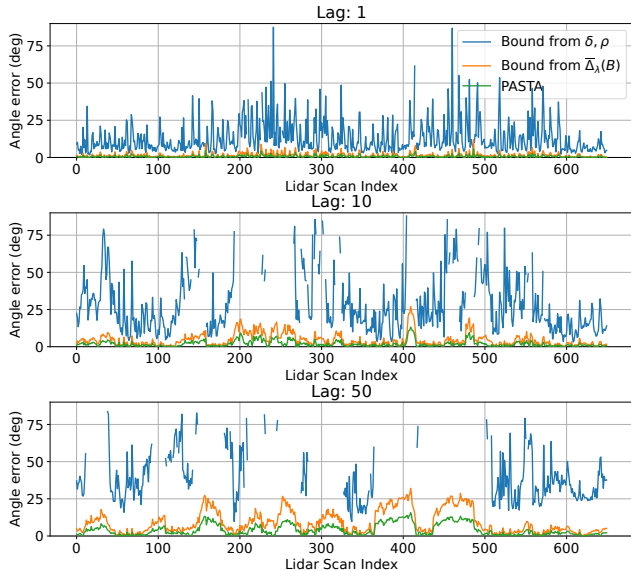 Lag: 1
Angle error (deg)
75
50
25
0
Bound from δ, ρ
Bound from Δ̅_λ(B)
PASTA
0 100 200 300 400 500 600
Lidar Scan Index
Lag: 10
Angle error (deg)
75
50
25
0
0 100 200 300 400 500 600
Lidar Scan Index
Lag: 50
Angle error (deg)
75
50
25
0
0 100 200 300 400 500 600
Lidar Scan Index